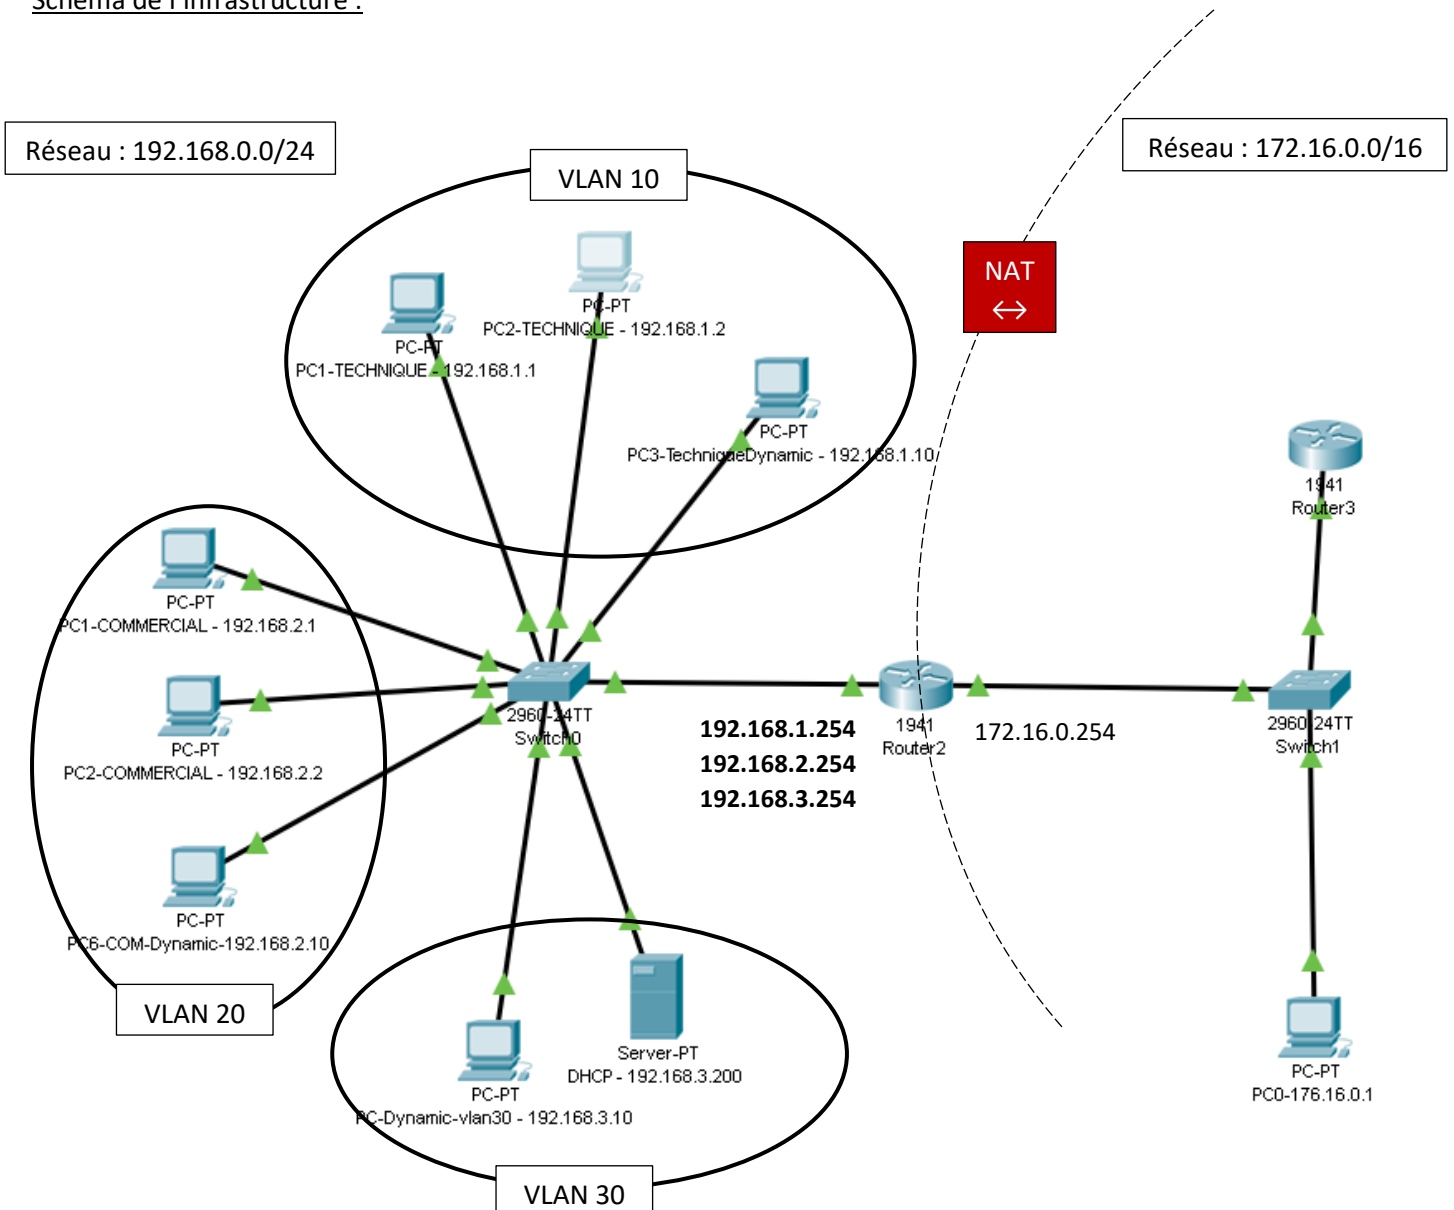 Schéma de l'infrastructure :
Réseau : 192.168.0.0/24
Réseau : 172.16.0.0/16
VLAN 10
NAT
↔
PC-PT
PC2-TECHNIQUE - 192.168.1.2
PC-PT
PC1-TECHNIQUE - 192.168.1.1
PC-PT
PC3-TechniqueDynamic - 192.168.1.10
1941
Router3
PC-PT
PC1-COMMERCIAL - 192.168.2.1
PC-PT
PC2-COMMERCIAL - 192.168.2.2
PC-PT
PC6-COM-Dynamic-192.168.2.10
VLAN 20
2960-24TT
Switch0
192.168.1.254
192.168.2.254
192.168.3.254
1941
Router2
172.16.0.254
2960-24TT
Switch1
Server-PT
DHCP - 192.168.3.200
PC-PT
PC-Dynamic-vlan30 - 192.168.3.10
VLAN 30
PC-PT
PC0-176.16.0.1